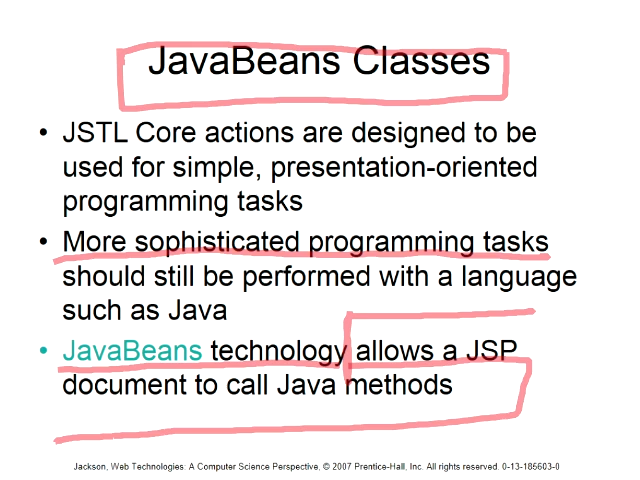 JavaBeans Classes
• JSTL Core actions are designed to be
used for simple, presentation-oriented
programming tasks
• More sophisticated programming tasks
should still be performed with a language
such as Java
• JavaBeans technology allows a JSP
document to call Java methods
Jackson, Web Technologies: A Computer Science Perspective, © 2007 Prentice-Hall, Inc. All rights reserved. 0-13-185603-0